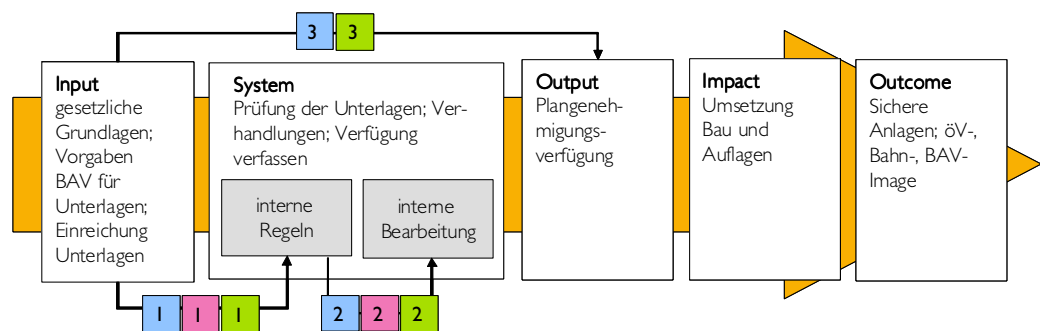 3 3
Input
gesetzliche
Grundlagen;
Vorgaben
BAV für
Unterlagen;
Einreichung
Unterlagen
System
Prüfung der Unterlagen; Ver-
handlungen; Verfügung
verfassen
interne
Regeln
interne
Bearbeitung
Output
Plangeneh-
migungs-
verfügung
Impact
Umsetzung
Bau und
Auflagen
Outcome
Sichere
Anlagen; öV-,
Bahn-, BAV-
Image
1 1 1
2 2 2